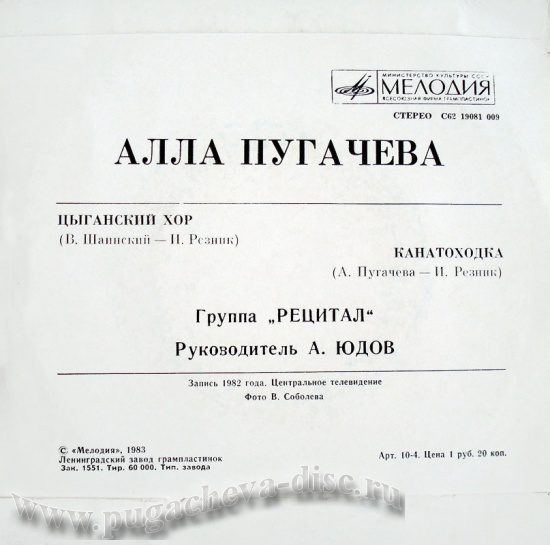 МИНИСТЕРСТВО КУЛЬТУРЫ СССР
МЕЛОДИЯ
ВСЕСОЮЗНАЯ ФИРМА ГРАМПЛАСТИНОК
СТЕРЕО С62 19081 009
АЛЛА ПУГАЧЕВА
ЦЫГАНСКИЙ ХОР
(В. Шаинский — И. Резник)
КАНАТОХОДКА
(А. Пугачева — И. Резник)
Группа „РЕЦИТАЛ“
Руководитель А. ЮДОВ
Запись 1982 года. Центральное телевидение
Фото В. Соболева
©. «Мелодия», 1983
Ленинградский завод грампластинок
Зак. 1551. Тир. 60 000. Тип. завода
Арт. 10-4. Цена 1 руб. 20 коп.
www.pugacheva-disc.ru